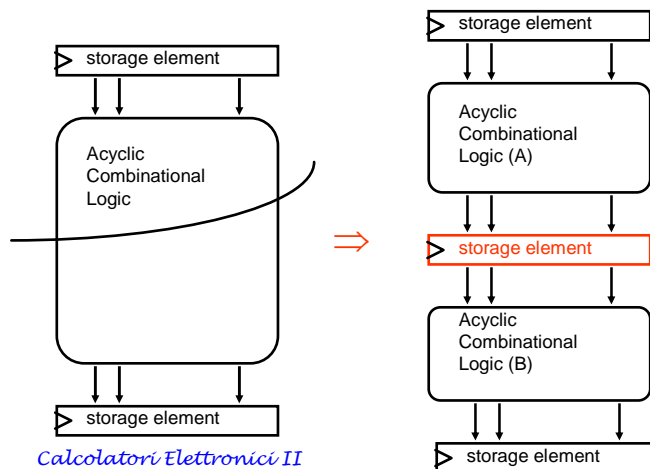 storage element
Acyclic
Combinational
Logic
storage element
Calcolatori Elettronici II
⇒
storage element
Acyclic
Combinational
Logic (A)
storage element
Acyclic
Combinational
Logic (B)
storage element